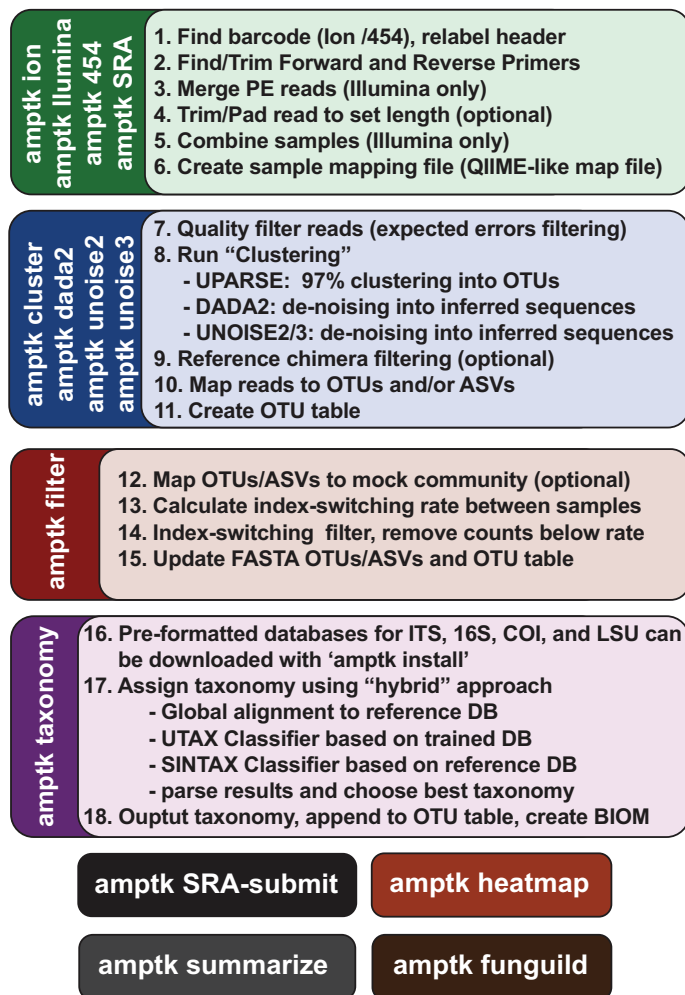 amptk ion
amptk llumina
amptk 454
amptk SRA
1. Find barcode (Ion /454), relabel header
2. Find/Trim Forward and Reverse Primers
3. Merge PE reads (Illumina only)
4. Trim/Pad read to set length (optional)
5. Combine samples (Illumina only)
6. Create sample mapping file (QIIME-like map file)
amptk cluster
amptk dada2
amptk unoise2
amptk unoise3
7. Quality filter reads (expected errors filtering)
8. Run “Clustering”
- UPARSE: 97% clustering into OTUs
- DADA2: de-noising into inferred sequences
- UNOISE2/3: de-noising into inferred sequences
9. Reference chimera filtering (optional)
10. Map reads to OTUs and/or ASVs
11. Create OTU table
amptk filter
12. Map OTUs/ASVs to mock community (optional)
13. Calculate index-switching rate between samples
14. Index-switching filter, remove counts below rate
15. Update FASTA OTUs/ASVs and OTU table
amptk taxonomy
16. Pre-formatted databases for ITS, 16S, COI, and LSU can
be downloaded with ‘amptk install’
17. Assign taxonomy using “hybrid” approach
- Global alignment to reference DB
- UTAX Classifier based on trained DB
- SINTAX Classifier based on reference DB
- parse results and choose best taxonomy
18. Ouptut taxonomy, append to OTU table, create BIOM
amptk SRA-submit
amptk heatmap
amptk summarize
amptk funguild